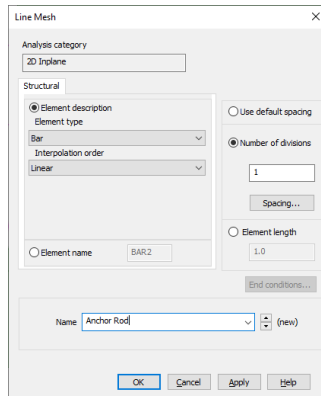 Line Mesh
Analysis category
2D Inplane
Structural
Element description
Element type
Bar
Interpolation order
Linear
Element name BAR2
Use default spacing
Number of divisions
1
Spacing...
Element length
1.0
End conditions...
Name Anchor Rod (new)
OK Cancel Apply Help